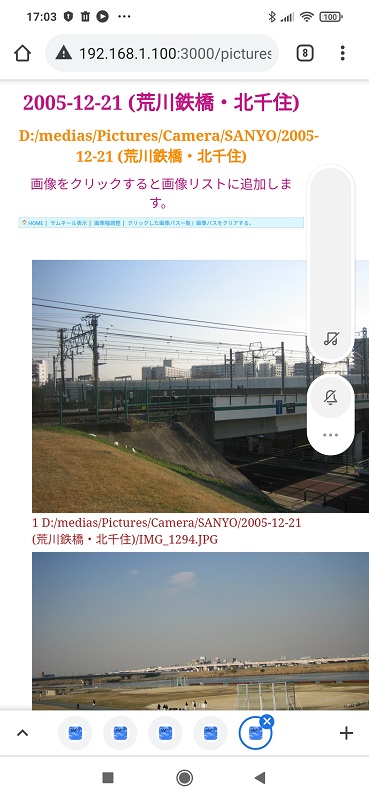 17:03
100
192.168.1.100:3000/pictures
8
2005-12-21 (荒川鉄橋・北千住)
D:/medias/Pictures/Camera/SANYO/2005-
12-21 (荒川鉄橋・北千住)
画像をクリックすると画像リストに追加しま
す。
HOME | サムネール表示 | 画像幅調整 | クリックした画像パス一覧 | 画像パスをクリアする。
1 D:/medias/Pictures/Camera/SANYO/2005-12-21
(荒川鉄橋・北千住)/IMG_1294.JPG